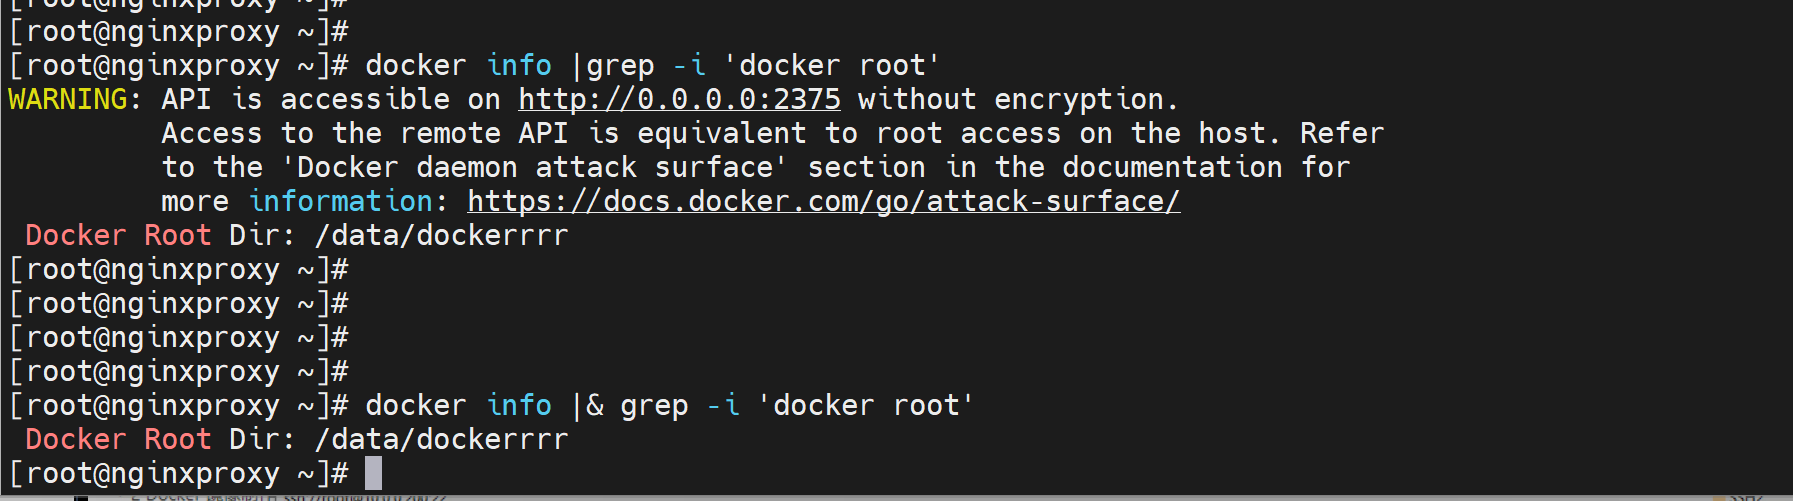 [root@nginxproxy ~]#
[root@nginxproxy ~]#
[root@nginxproxy ~]# docker info |grep -i 'docker root'
WARNING: API is accessible on http://0.0.0.0:2375 without encryption.
Access to the remote API is equivalent to root access on the host. Refer
to the 'Docker daemon attack surface' section in the documentation for
more information: https://docs.docker.com/go/attack-surface/
Docker Root Dir: /data/dockerrrr
[root@nginxproxy ~]#
[root@nginxproxy ~]#
[root@nginxproxy ~]#
[root@nginxproxy ~]#
[root@nginxproxy ~]# docker info |& grep -i 'docker root'
Docker Root Dir: /data/dockerrrr
[root@nginxproxy ~]#